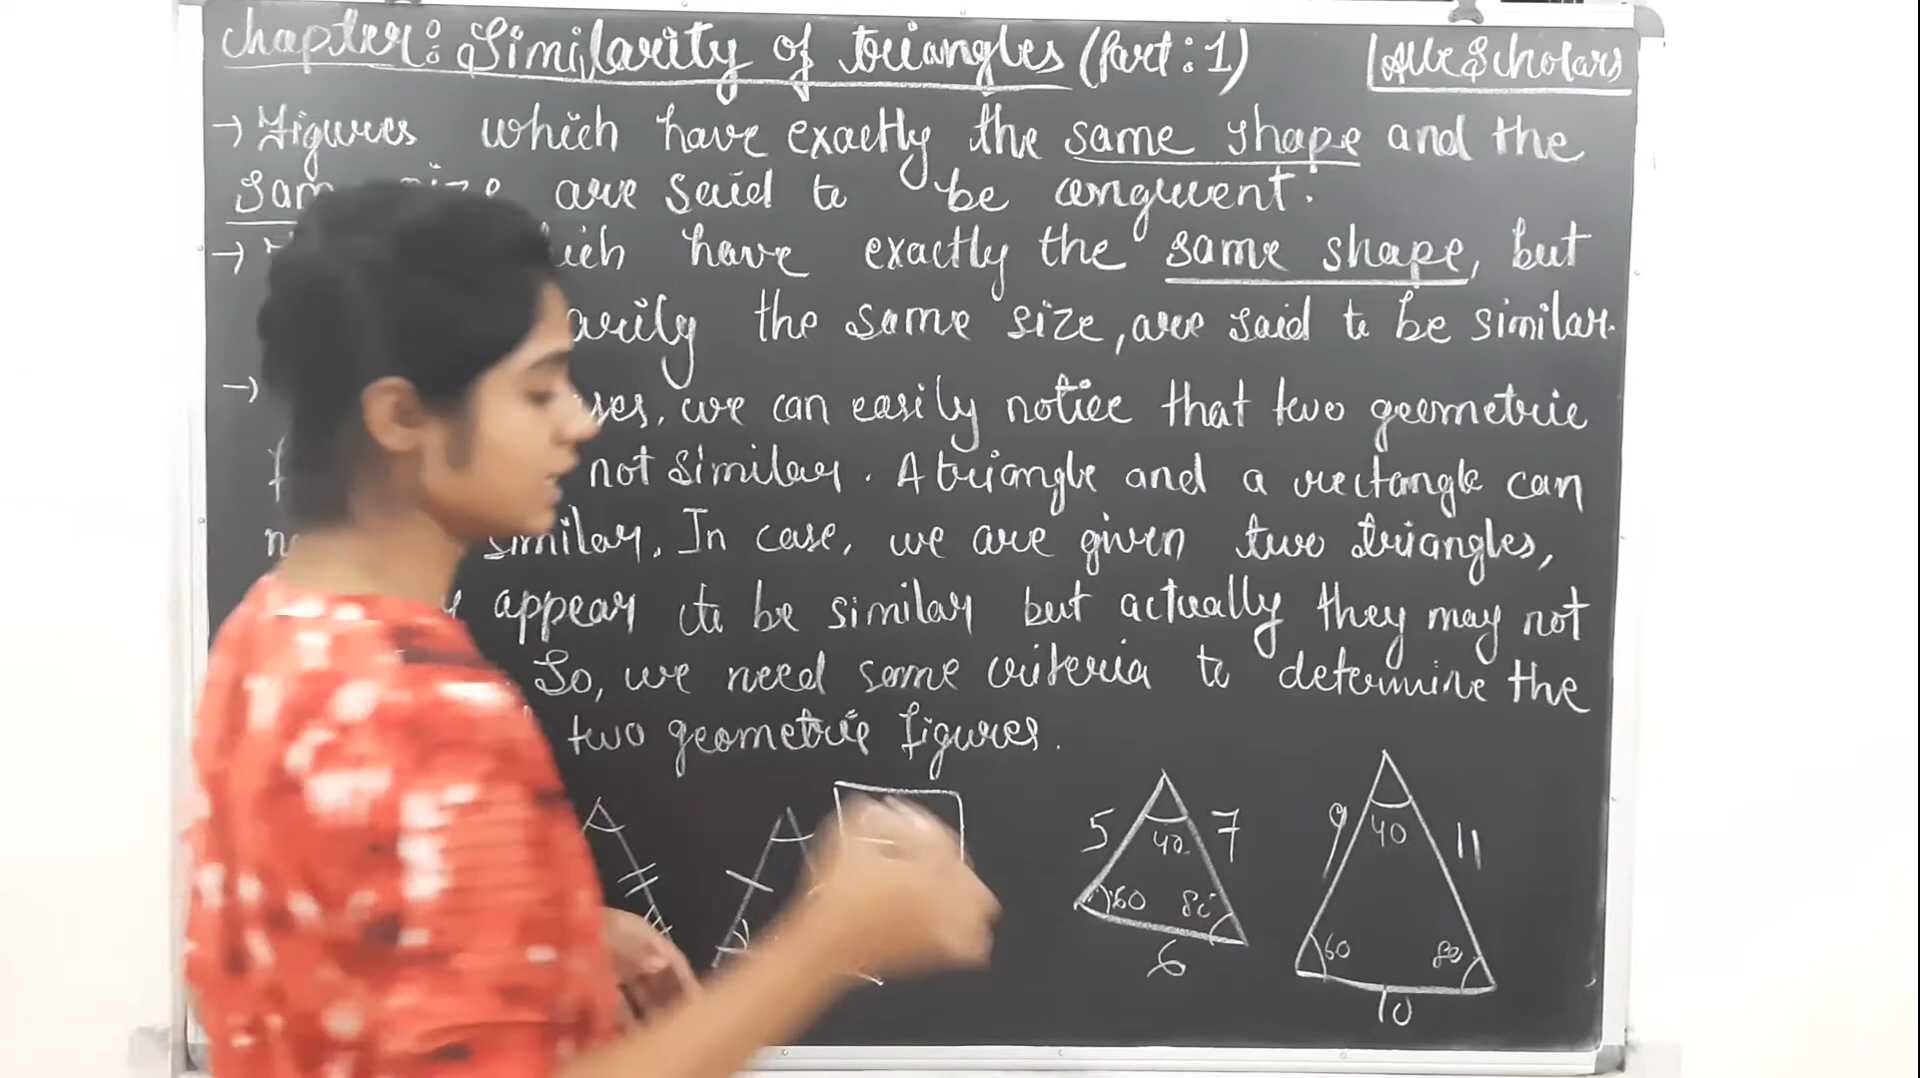 chapter: Similarity of triangles (Part:1)
AweScholars
→ Figures which have exactly the same shape and the
same size are said to be congruent.
→ which have exactly the same shape, but
the same size, are said to be similar.
→ we can easily notice that two geometric
not similar. A triangle and a rectangle can
similar. In case, we are given two triangles,
appear to be similar but actually they may not
So, we need some criteria to determine the
two geometric figures.
5 40 7
60 80
6
9 40 11
60 80
10